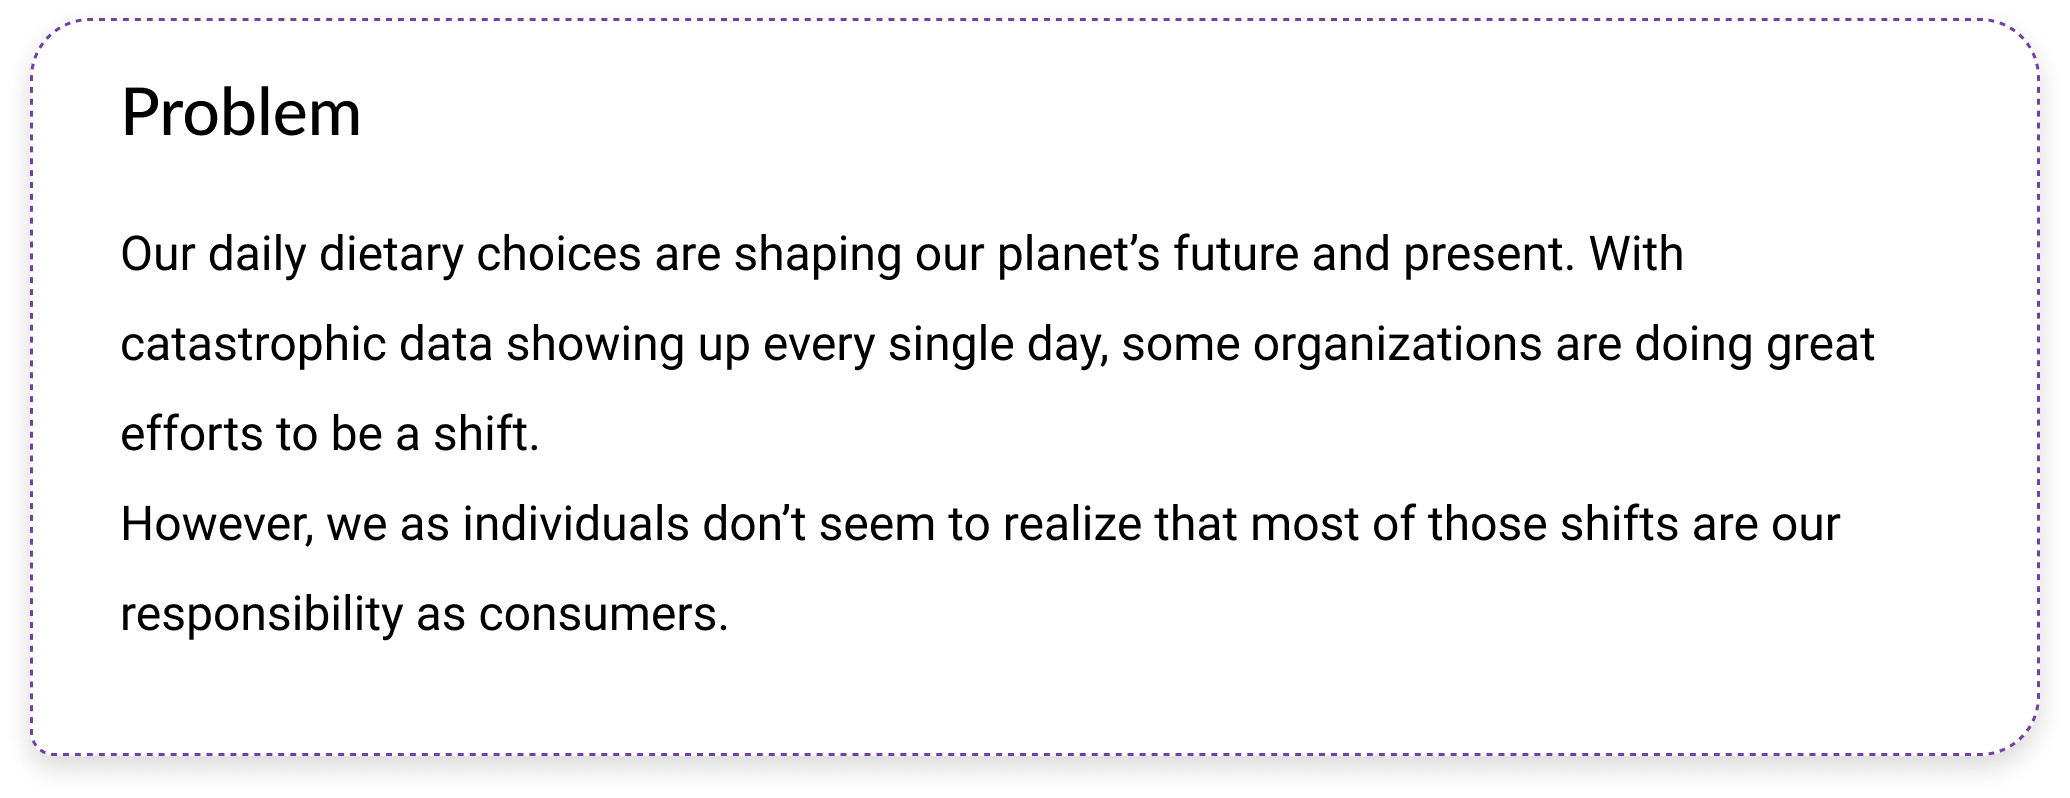 Problem
Our daily dietary choices are shaping our planet’s future and present. With
catastrophic data showing up every single day, some organizations are doing great
efforts to be a shift.
However, we as individuals don’t seem to realize that most of those shifts are our
responsibility as consumers.